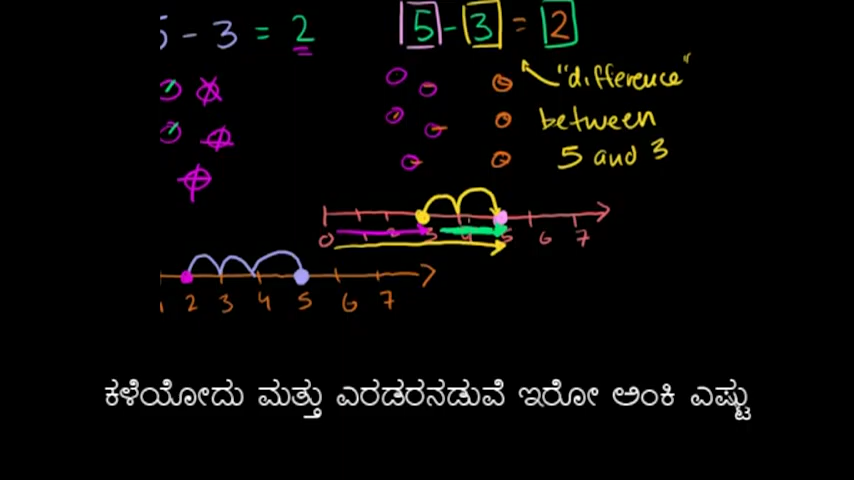 5 - 3 = 2
5 - 3 = 2
"difference"
between
5 and 3
0 1 2 3 4 5 6 7
1 2 3 4 5 6 7
ಕಳೆಯೋದು ಮತ್ತು ಎರಡರನಡುವೆ ಇರೋ ಅಂಕಿ ಎಷ್ಟು